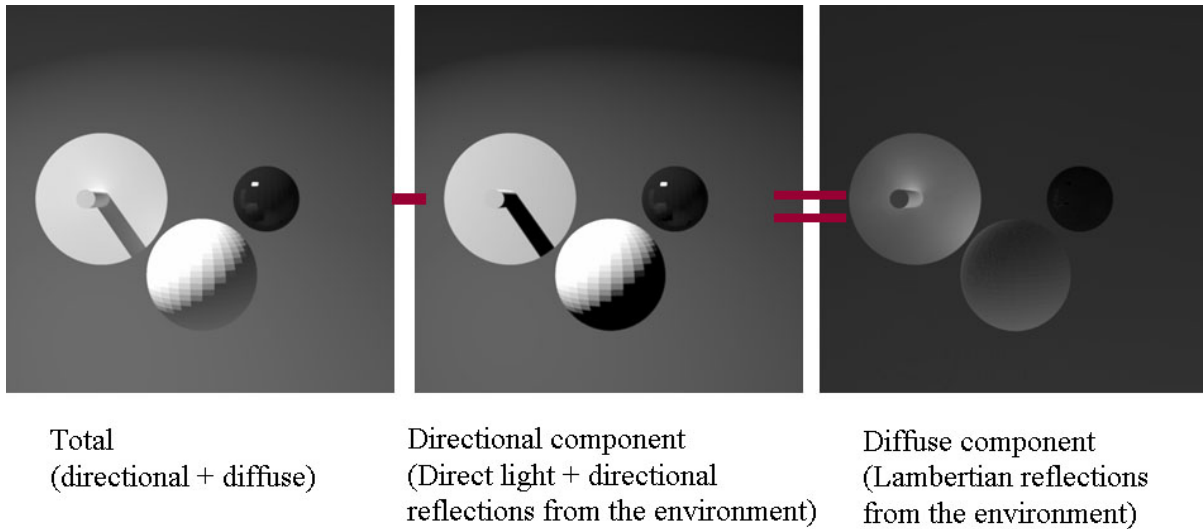 Total
(directional + diffuse)
Directional component
(Direct light + directional
reflections from the environment)
Diffuse component
(Lambertian reflections
from the environment)